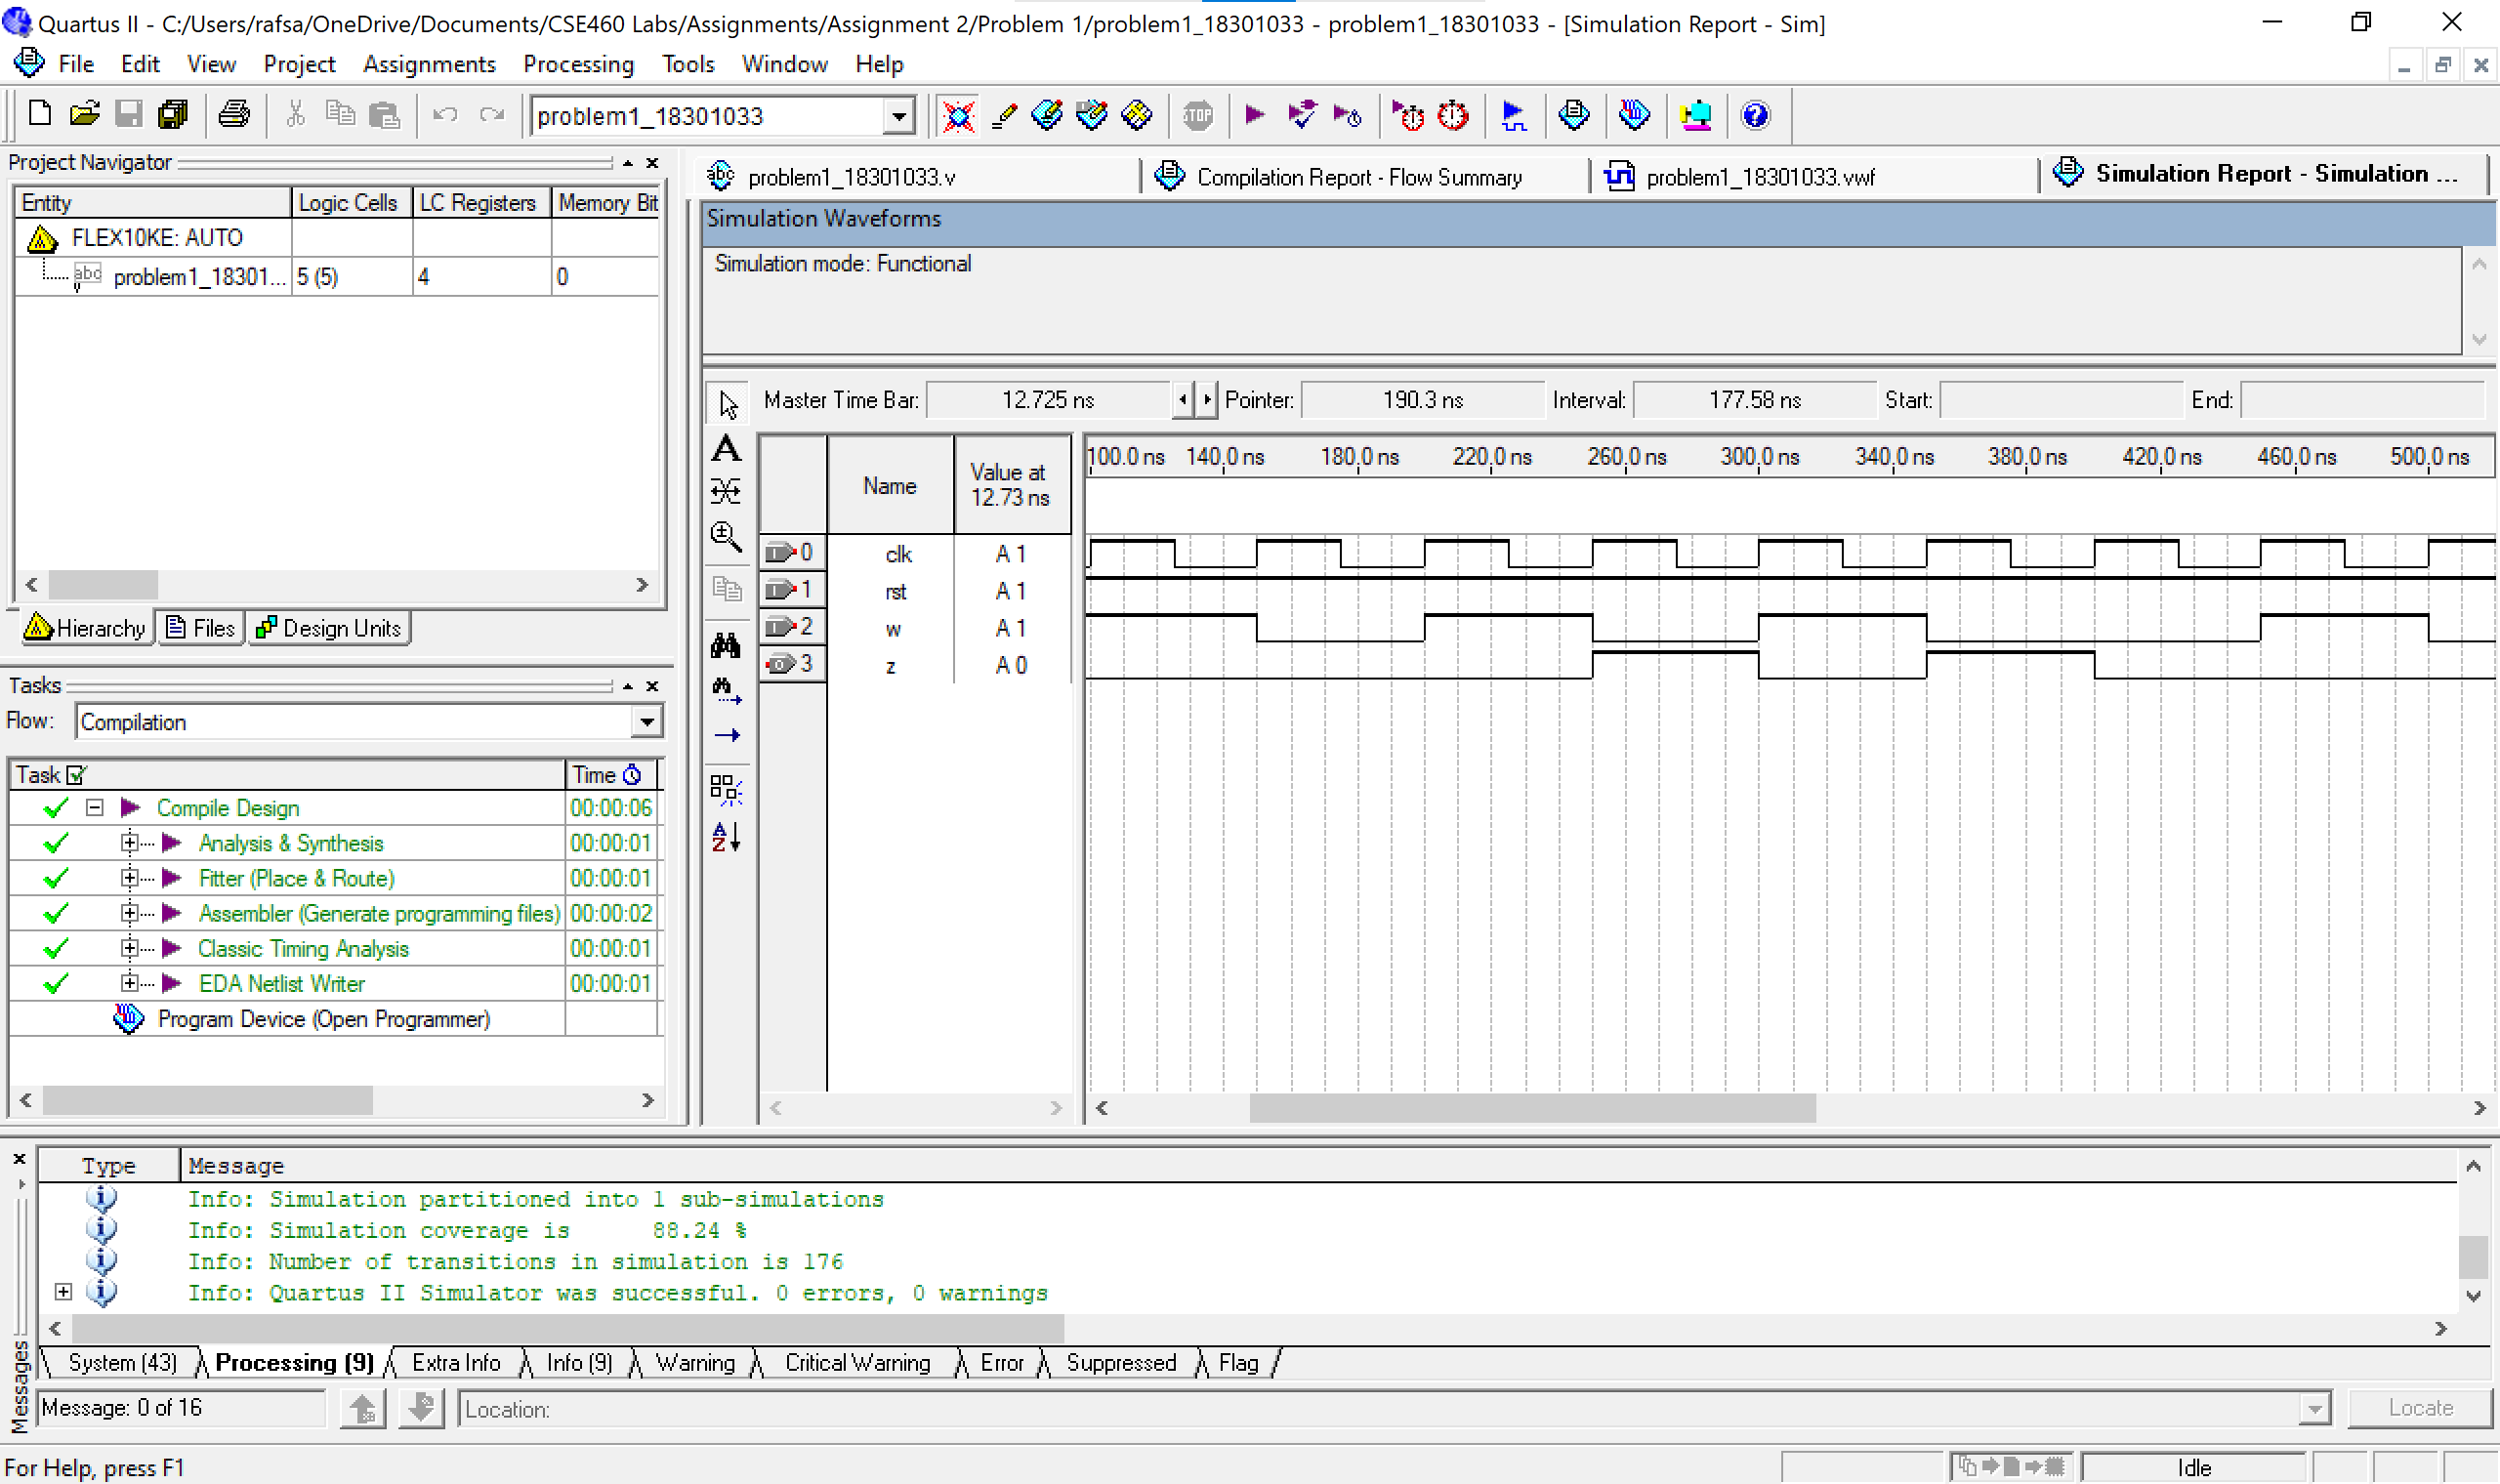 Quartus II - C:/Users/rafsa/OneDrive/Documents/CSE460 Labs/Assignments/Assignment 2/Problem 1/problem1_18301033 - problem1_18301033 - [Simulation Report - Sim]
File Edit View Project Assignments Processing Tools Window Help
problem1_18301033
STOP
Project Navigator
Entity Logic Cells LC Registers Memory Bit
FLEX10KE: AUTO
abc problem1_18301... 5 (5) 4 0
Hierarchy Files Design Units
Tasks
Flow: Compilation
Task Time
Compile Design 00:00:06
Analysis & Synthesis 00:00:01
Fitter (Place & Route) 00:00:01
Assembler (Generate programming files) 00:00:02
Classic Timing Analysis 00:00:01
EDA Netlist Writer 00:00:01
Program Device (Open Programmer)
abc problem1_18301033.v Compilation Report - Flow Summary problem1_18301033.vwf Simulation Report - Simulation ...
Simulation Waveforms
Simulation mode: Functional
Master Time Bar: 12.725 ns Pointer: 190.3 ns Interval: 177.58 ns Start: End:
Name Value at 12.73 ns
100.0 ns 140.0 ns 180.0 ns 220.0 ns 260.0 ns 300.0 ns 340.0 ns 380.0 ns 420.0 ns 460.0 ns 500.0 ns
0 clk A 1
1 rst A 1
2 w A 1
3 z A 0
Type Message
Info: Simulation partitioned into 1 sub-simulations
Info: Simulation coverage is 88.24 %
Info: Number of transitions in simulation is 176
Info: Quartus II Simulator was successful. 0 errors, 0 warnings
System (43) Processing (9) Extra Info Info (9) Warning Critical Warning Error Suppressed Flag
Messages
Message: 0 of 16 Location: Locate
For Help, press F1 Idle